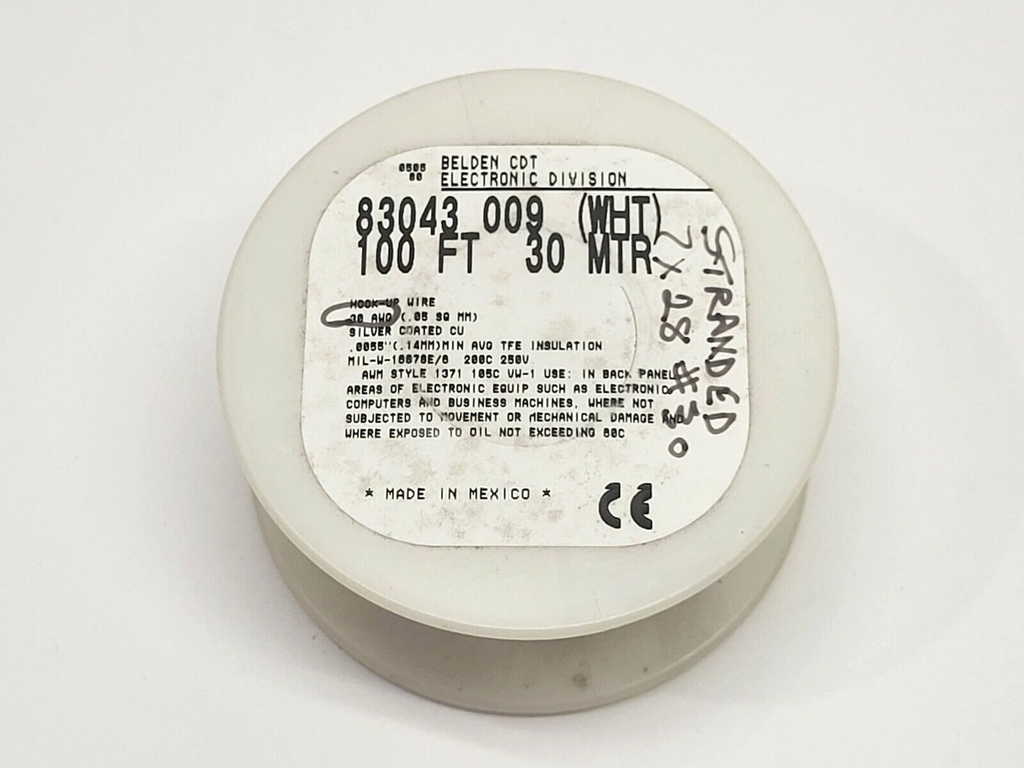 0505
80
BELDEN CDT
ELECTRONIC DIVISION
83043 009 (WHT)
100 FT 30 MTR
HOOK-UP WIRE
30 AWG (.05 SQ MM)
SILVER COATED CU
.0055"(.14MM)MIN AVG TFE INSULATION
MIL-W-16878E/6 200C 250V
AWM STYLE 1371 105C VW-1 USE: IN BACK PANEL
AREAS OF ELECTRONIC EQUIP SUCH AS ELECTRONIC
COMPUTERS AND BUSINESS MACHINES, WHERE NOT
SUBJECTED TO MOVEMENT OR MECHANICAL DAMAGE AND
WHERE EXPOSED TO OIL NOT EXCEEDING 60C
* MADE IN MEXICO *
CE
STRANDED
7X 28 #30